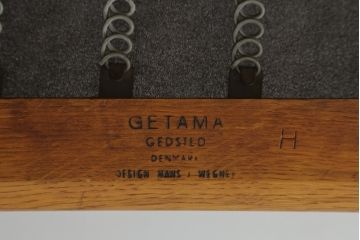 GETAMA
GEDSTED
DENMARK
DESIGN HANS J WEGNER
H